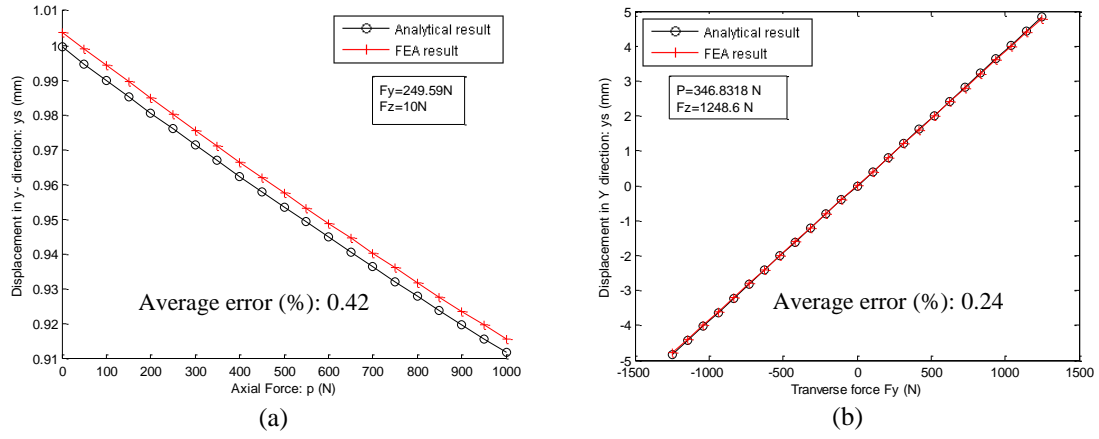 1.01
1
0.99
0.98
0.97
0.96
0.95
0.94
0.93
0.92
0.91
Displacement in y- direction: ys (mm)
Analytical result
FEA result
Fy=249.59N
Fz=10N
Average error (%): 0.42
0 100 200 300 400 500 600 700 800 900 1000
Axial Force: p (N)
(a)
5
4
3
2
1
0
-1
-2
-3
-4
-5
Displacement in Y direction: ys (mm)
Analytical result
FEA result
P=346.8318 N
Fz=1248.6 N
Average error (%): 0.24
-1500 -1000 -500 0 500 1000 1500
Tranverse force Fy (N)
(b)